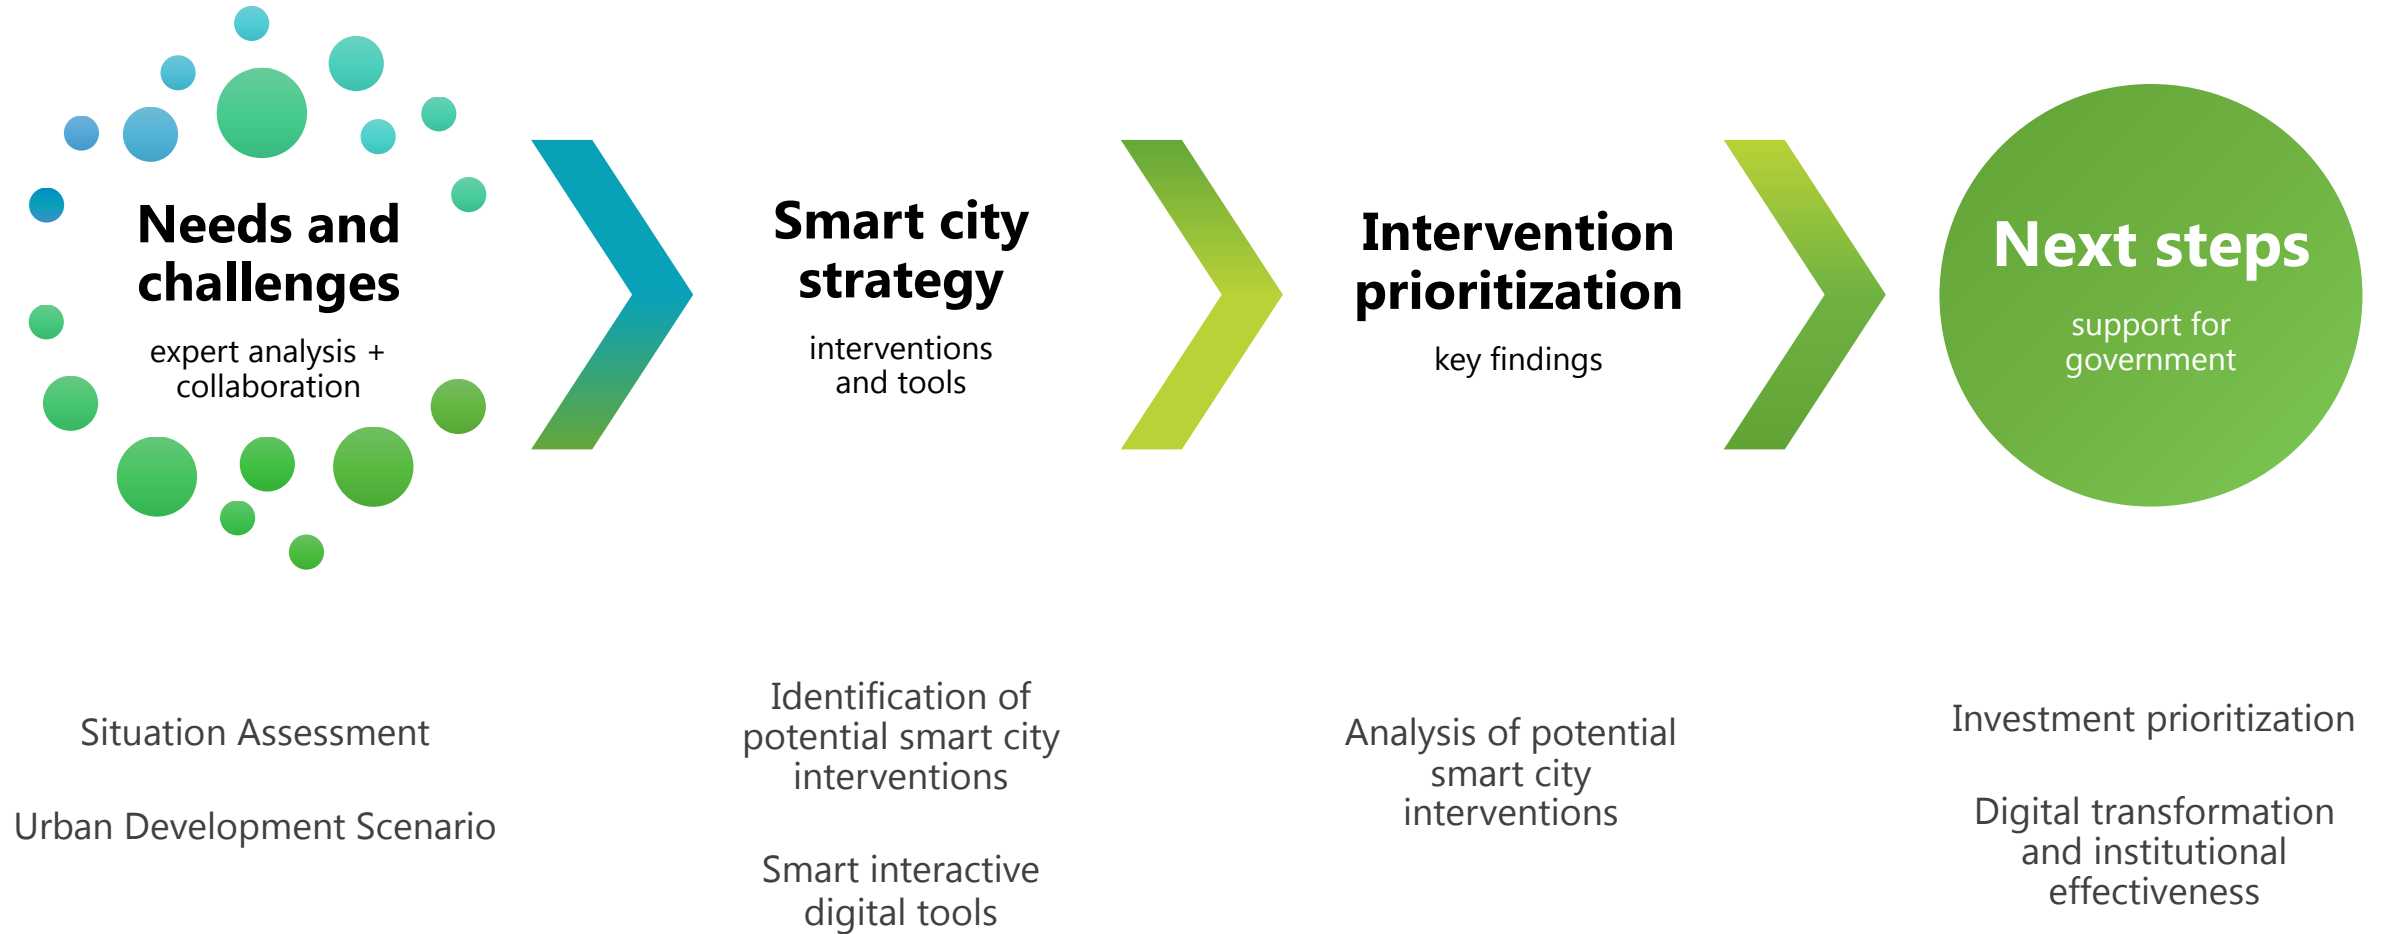 Needs and
challenges
expert analysis +
collaboration
Smart city
strategy
interventions
and tools
Intervention
prioritization
key findings
Next steps
support for
government
Situation Assessment
Urban Development Scenario
Identification of
potential smart city
interventions
Smart interactive
digital tools
Analysis of potential
smart city
interventions
Investment prioritization
Digital transformation
and institutional
effectiveness